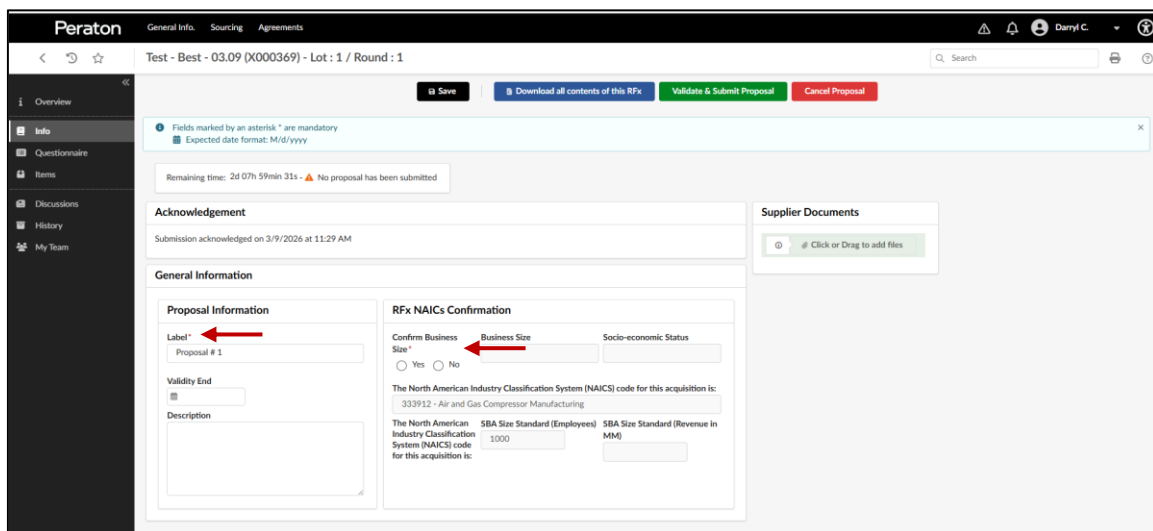 Peraton
General Info. Sourcing Agreements
Darryl C.
Test - Best - 03.09 (X000369) - Lot : 1 / Round : 1
Search
Overview
Info
Questionnaire
Items
Discussions
History
My Team
Save
Download all contents of this RFx
Validate & Submit Proposal
Cancel Proposal
Fields marked by an asterisk * are mandatory
Expected date format: M/d/yyyy
Remaining time: 2d 07h 59min 31s - No proposal has been submitted
Acknowledgement
Submission acknowledged on 3/9/2026 at 11:29 AM
Supplier Documents
Click or Drag to add files
General Information
Proposal Information
Label*
Proposal # 1
Validity End
Description
RFx NAICs Confirmation
Confirm Business
Size*
Yes No
Business Size
Socio-economic Status
The North American Industry Classification System (NAICS) code for this acquisition is:
333912 - Air and Gas Compressor Manufacturing
The North American
Industry Classification
System (NAICS) code
for this acquisition is:
SBA Size Standard (Employees)
1000
SBA Size Standard (Revenue in
MM)